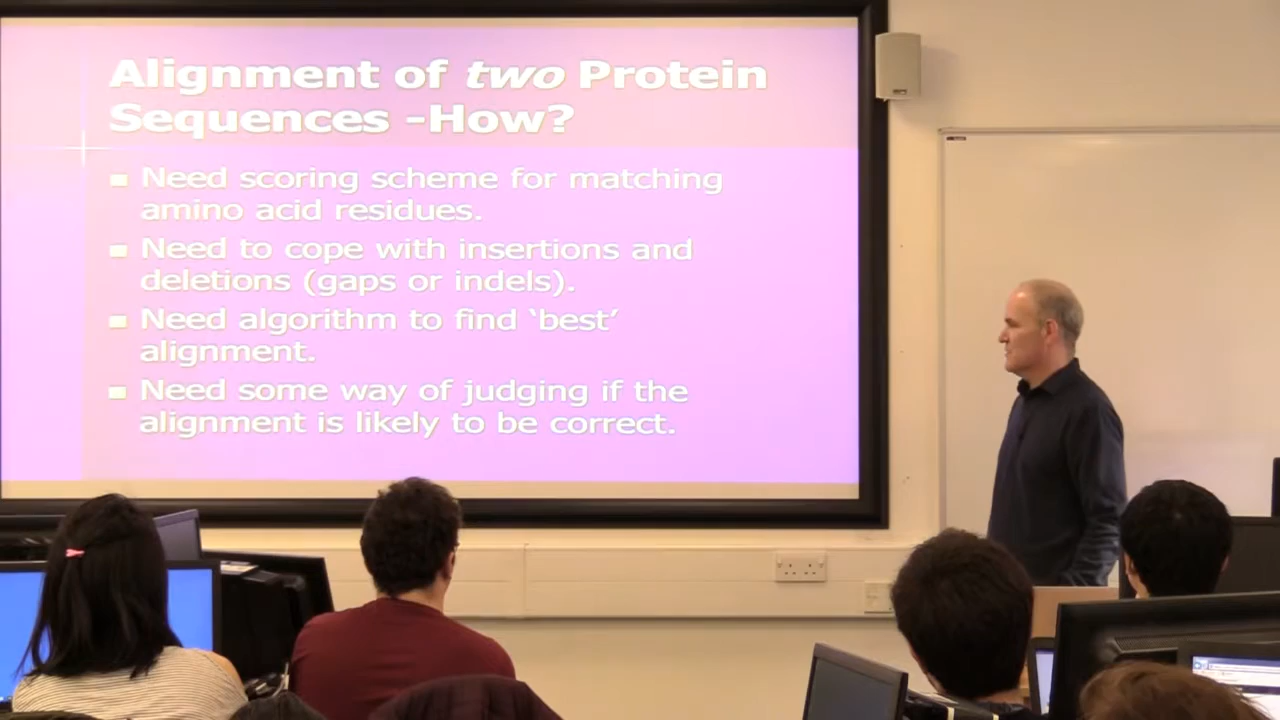 Alignment of two Protein
Sequences -How?
Need scoring scheme for matching
amino acid residues.
Need to cope with insertions and
deletions (gaps or indels).
Need algorithm to find ‘best’
alignment.
Need some way of judging if the
alignment is likely to be correct.